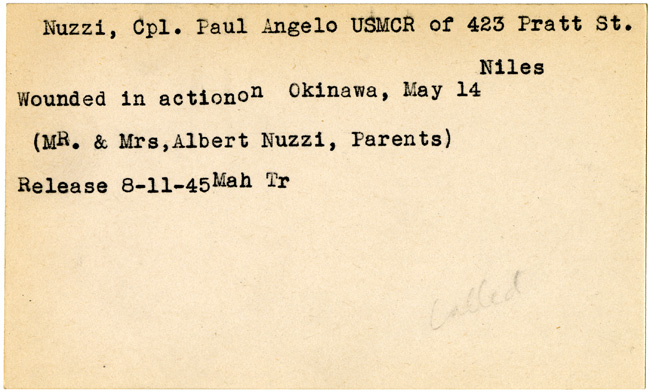 Nuzzi, Cpl. Paul Angelo USMCR of 423 Pratt St.
Niles
Wounded in actionon Okinawa, May 14
(MR. & Mrs,Albert Nuzzi, Parents)
Release 8-11-45Mah Tr
called